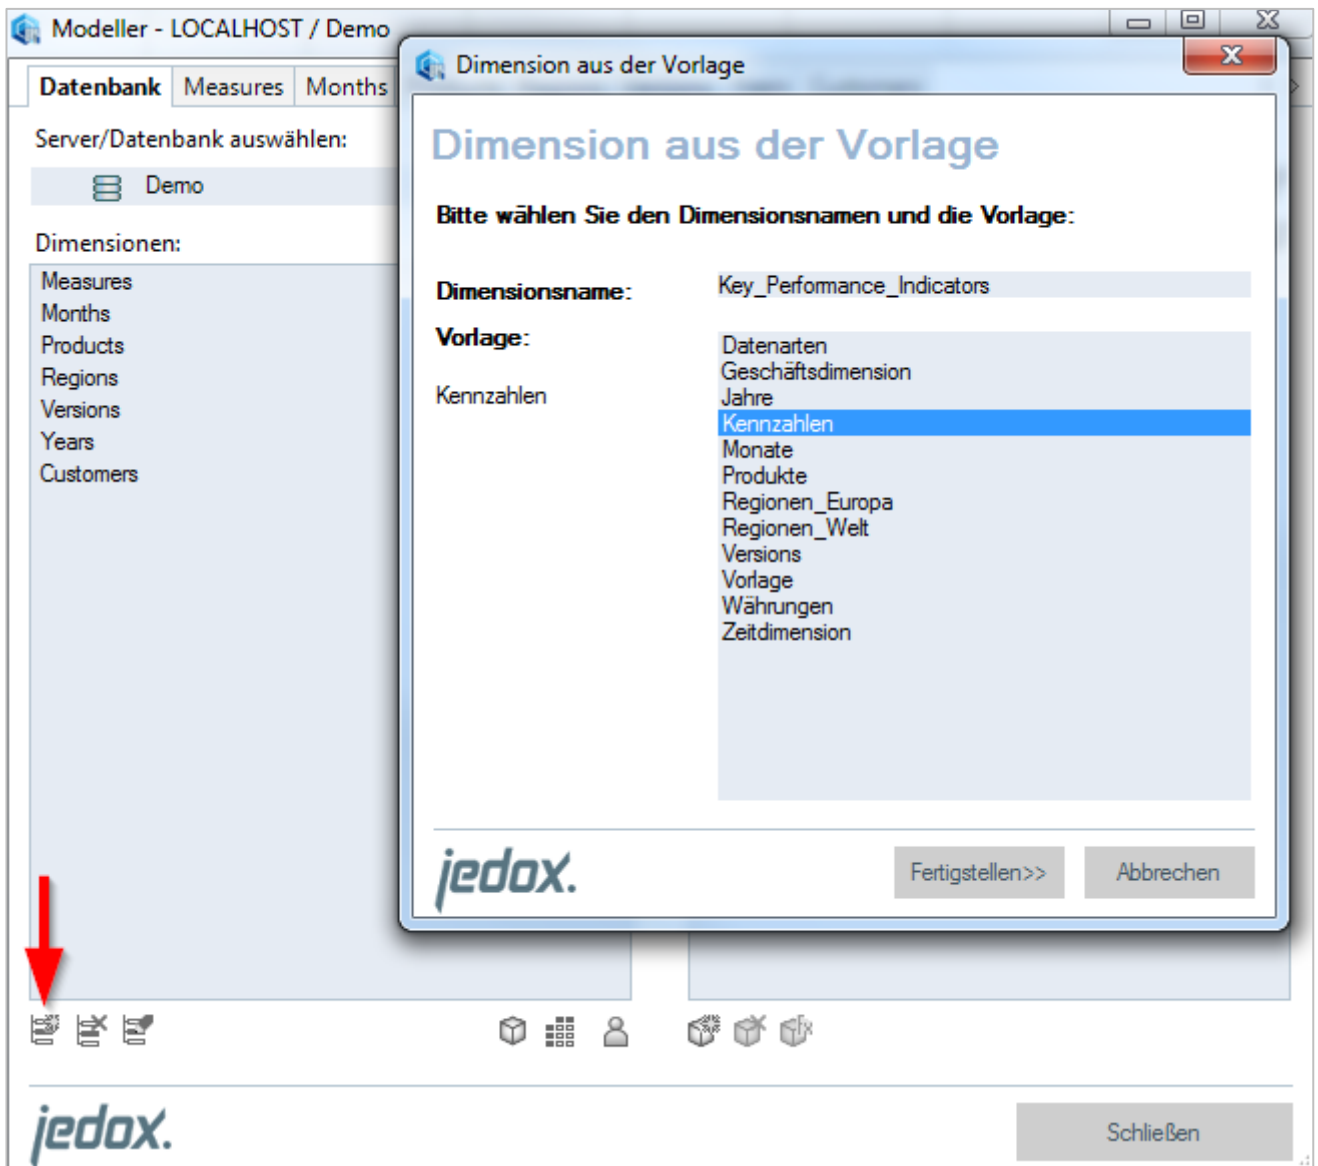 Modeller - LOCALHOST / Demo
Datenbank Measures Months
Server/Datenbank auswählen:
Demo
Dimensionen:
Measures
Months
Products
Regions
Versions
Years
Customers
Dimension aus der Vorlage
Dimension aus der Vorlage
Bitte wählen Sie den Dimensionsnamen und die Vorlage:
Dimensionsname: Key_Performance_Indicators
Vorlage:
Kennzahlen
Datenarten
Geschäftsdimension
Jahre
Kennzahlen
Monate
Produkte
Regionen_Europa
Regionen_Welt
Versions
Vorlage
Währungen
Zeitdimension
jedox.
Fertigstellen>> Abbrechen
jedox.
Schließen